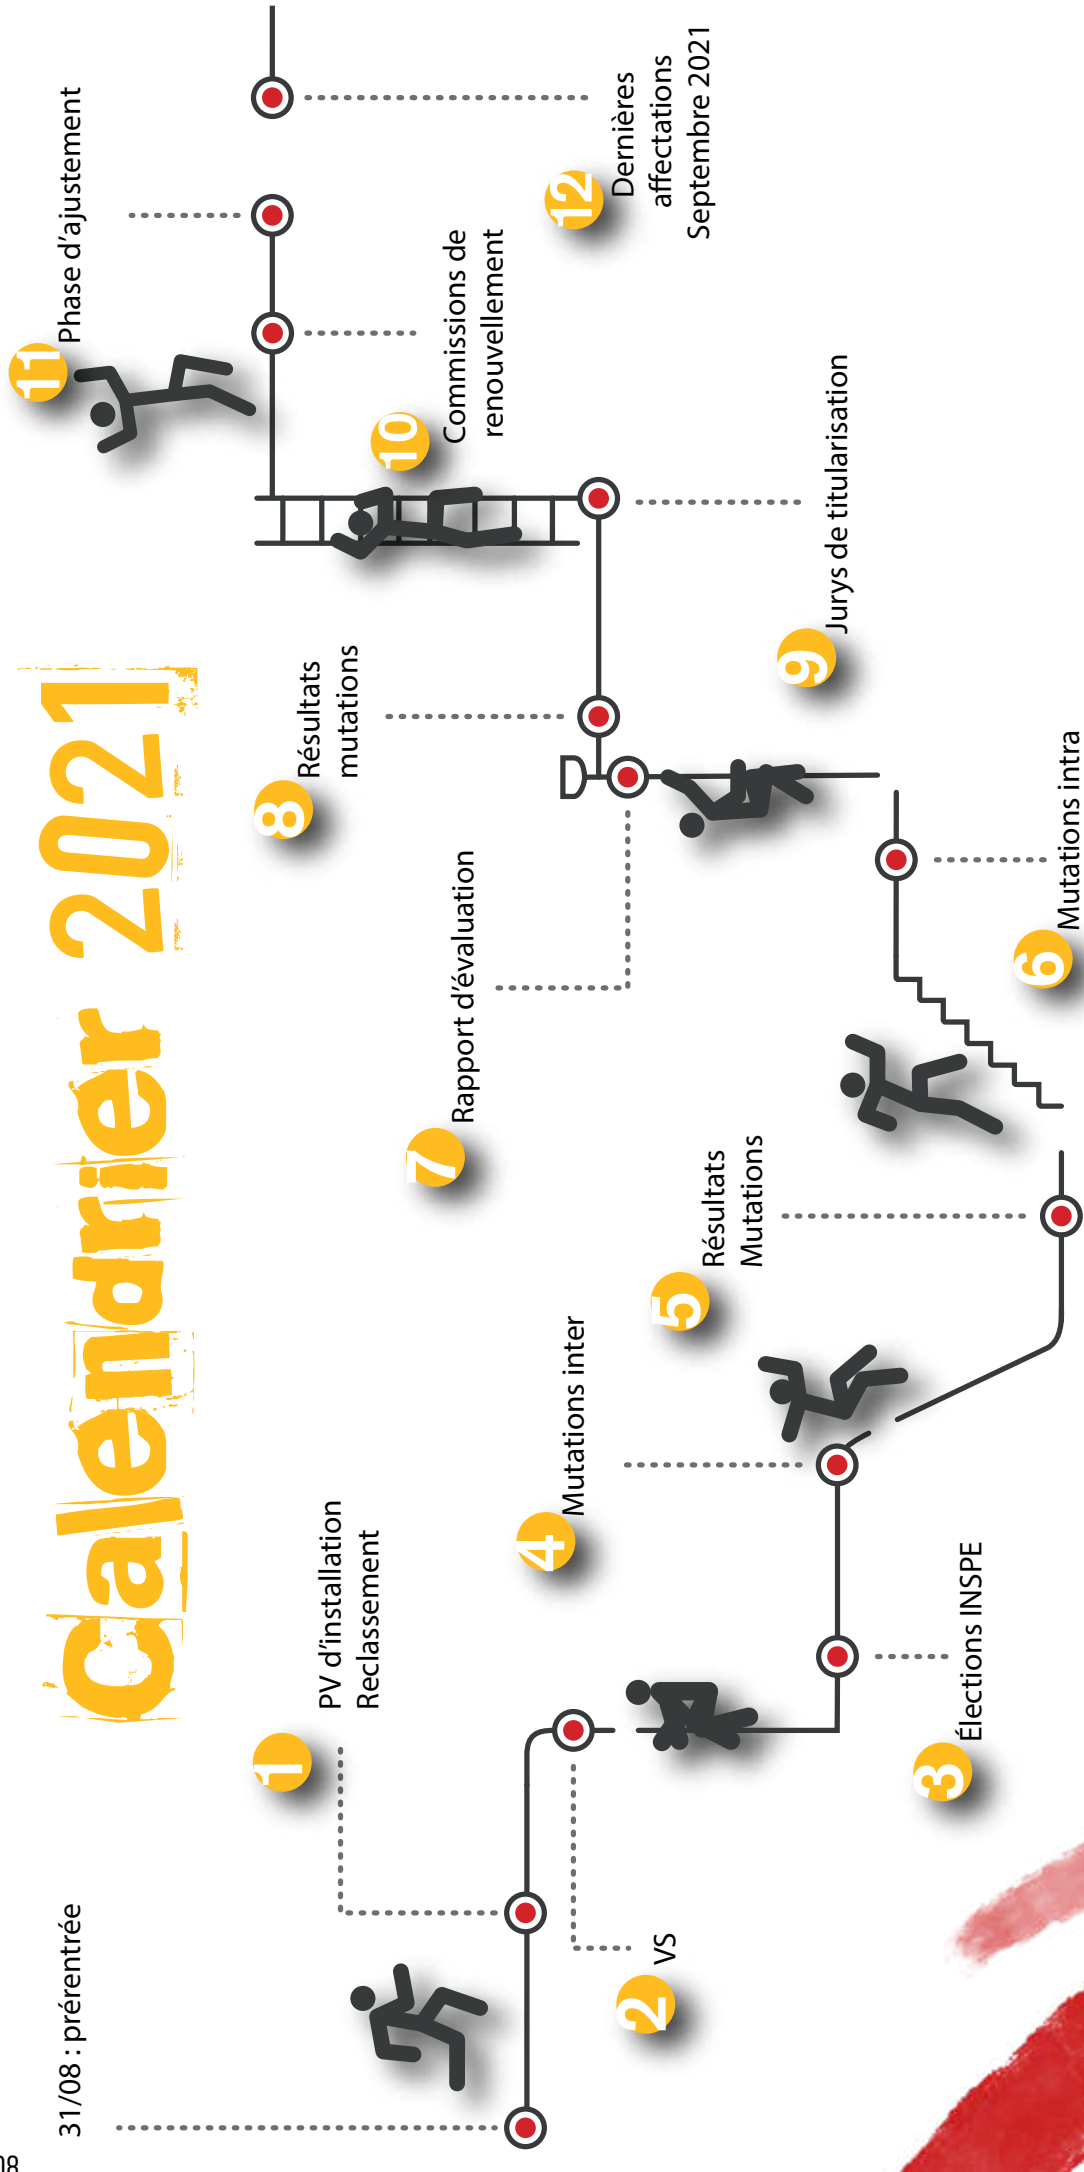 Calendrier 2021
31/08 : prérentrée
1
PV d'installation
Reclassement
2
VS
3
Élections INSPE
4
Mutations inter
5
Résultats
Mutations
6
Mutations intra
7
Rapport d'évaluation
8
Résultats
mutations
9
Jurys de titularisation
10
Commissions de
renouvellement
11
Phase d'ajustement
12
Dernières
affectations
Septembre 2021